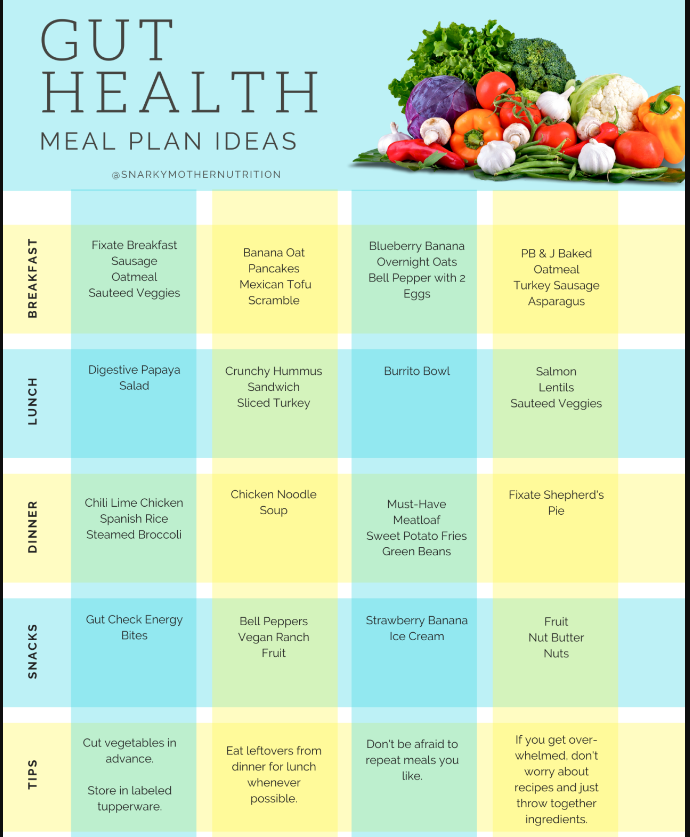 GUT
HEALTH
MEAL PLAN IDEAS
@SNARKYMOTHERNUTRITION
BREAKFAST
Fixate Breakfast
Sausage
Oatmeal
Sauteed Veggies
Banana Oat
Pancakes
Mexican Tofu
Scramble
Blueberry Banana
Overnight Oats
Bell Pepper with 2
Eggs
PB & J Baked
Oatmeal
Turkey Sausage
Asparagus
LUNCH
Digestive Papaya
Salad
Crunchy Hummus
Sandwich
Sliced Turkey
Burrito Bowl
Salmon
Lentils
Sauteed Veggies
DINNER
Chili Lime Chicken
Spanish Rice
Steamed Broccoli
Chicken Noodle
Soup
Must-Have
Meatloaf
Sweet Potato Fries
Green Beans
Fixate Shepherd's
Pie
SNACKS
Gut Check Energy
Bites
Bell Peppers
Vegan Ranch
Fruit
Strawberry Banana
Ice Cream
Fruit
Nut Butter
Nuts
TIPS
Cut vegetables in
advance.
Store in labeled
tupperware.
Eat leftovers from
dinner for lunch
whenever
possible.
Don't be afraid to
repeat meals you
like.
If you get over-
whelmed, don't
worry about
recipes and just
throw together
ingredients.